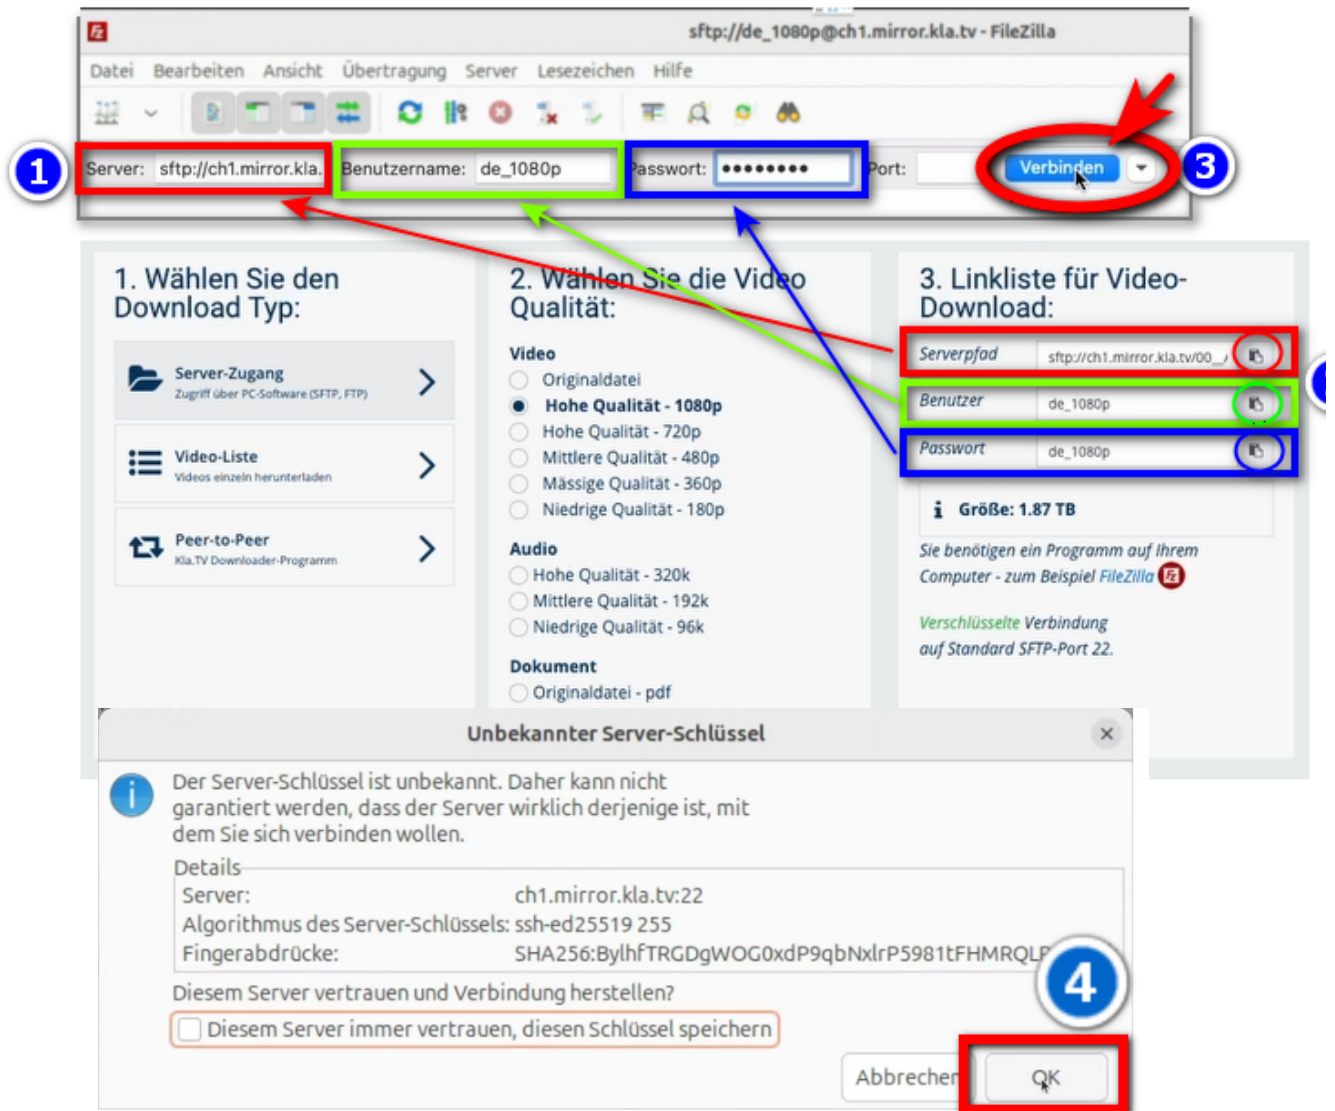 sftp://de_1080p@ch1.mirror.kla.tv - FileZilla
Datei Bearbeiten Ansicht Übertragung Server Lesezeichen Hilfe
1
Server: sftp://ch1.mirror.kla. Benutzername: de_1080p Passwort: ●●●●●●●● Port: Verbinden
3
1. Wählen Sie den
Download Typ:
Server-Zugang
Zugriff über PC-Software (SFTP, FTP)
Video-Liste
Videos einzeln herunterladen
Peer-to-Peer
Kla.TV Downloader-Programm
2. Wählen Sie die Video
Qualität:
Video
Originaldatei
Hohe Qualität - 1080p
Hohe Qualität - 720p
Mittlere Qualität - 480p
Mässige Qualität - 360p
Niedrige Qualität - 180p
Audio
Hohe Qualität - 320k
Mittlere Qualität - 192k
Niedrige Qualität - 96k
Dokument
Originaldatei - pdf
3. Linkliste für Video-
Download:
Serverpfad sftp://ch1.mirror.kla.tv/00_
Benutzer de_1080p
Passwort de_1080p
Größe: 1.87 TB
Sie benötigen ein Programm auf Ihrem
Computer - zum Beispiel FileZilla
Verschlüsselte Verbindung
auf Standard SFTP-Port 22.
Unbekannter Server-Schlüssel
Der Server-Schlüssel ist unbekannt. Daher kann nicht
garantiert werden, dass der Server wirklich derjenige ist, mit
dem Sie sich verbinden wollen.
Details
Server: ch1.mirror.kla.tv:22
Algorithmus des Server-Schlüssels: ssh-ed25519 255
Fingerabdrücke: SHA256:BylhfTRGDgWOG0xdP9qbNxlrP5981tFHMRQL
4
Diesem Server vertrauen und Verbindung herstellen?
Diesem Server immer vertrauen, diesen Schlüssel speichern
Abbrechen OK